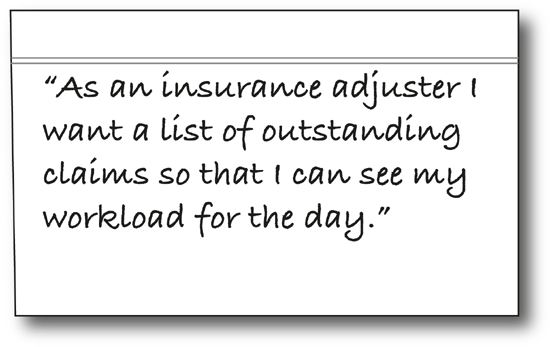 “As an insurance adjuster I
want a list of outstanding
claims so that I can see my
workload for the day.”